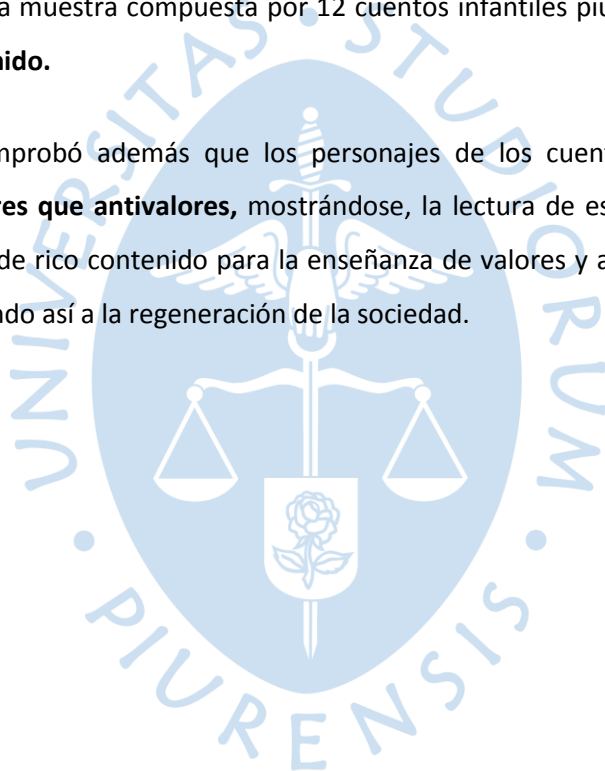 a muestra compuesta por 12 cuentos infantiles piu
ido.
mprobó además que los personajes de los cuent
res que antivalores, mostrándose, la lectura de es
de rico contenido para la enseñanza de valores y a
ndo así a la regeneración de la sociedad.
UNIVERSITAS • STUDIORUM • PIURENSIS •